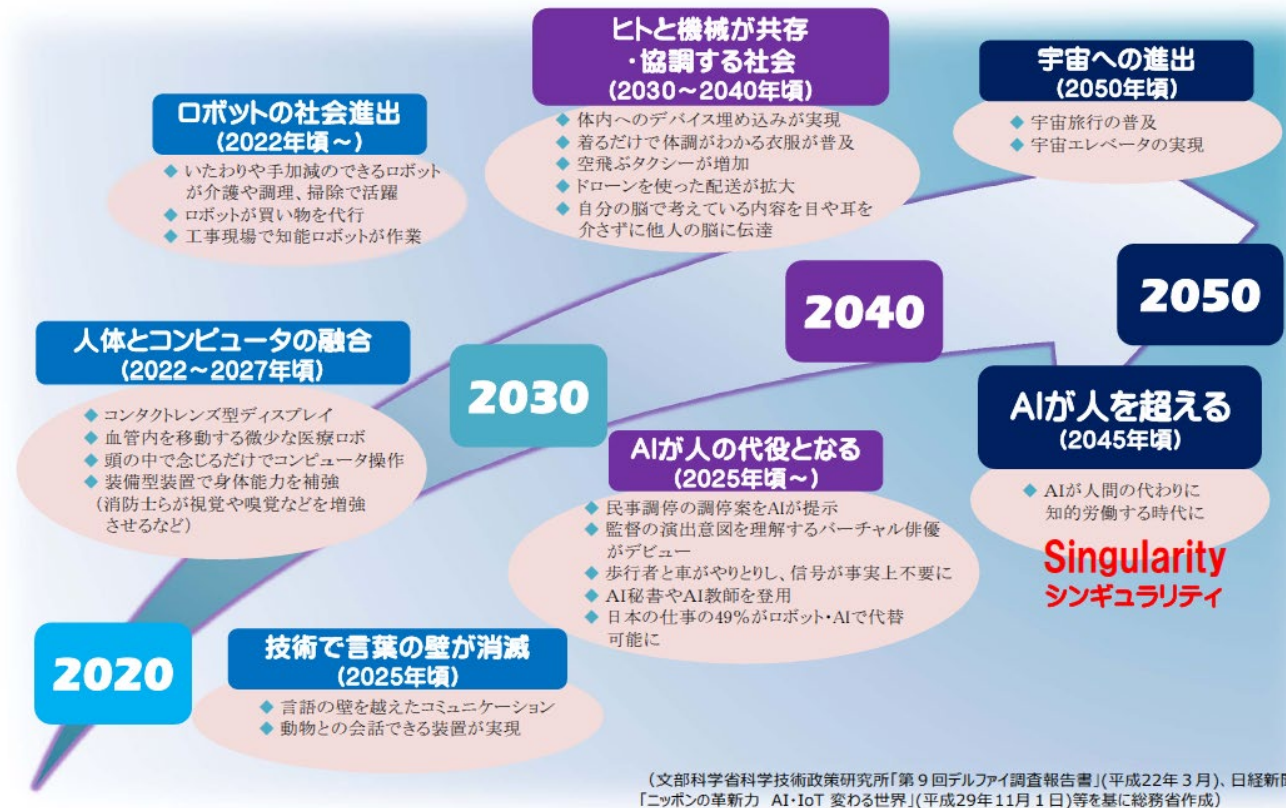 ヒトと機械が共存
・協調する社会
(2030~2040年頃)
◆ 体内へのデバイス埋め込みが実現
◆ 着るだけで体調がわかる衣服が普及
◆ 空飛ぶタクシーが増加
◆ ドローンを使った配送が拡大
◆ 自分の脳で考えている内容を目や耳を
介さずに他人の脳に伝達
宇宙への進出
(2050年頃)
◆ 宇宙旅行の普及
◆ 宇宙エレベータの実現
ロボットの社会進出
(2022年頃~)
◆ いたわりや手加減のできるロボット
が介護や調理、掃除で活躍
◆ ロボットが買い物を代行
◆ 工事現場で知能ロボットが作業
2050
2040
人体とコンピュータの融合
(2022~2027年頃)
◆ コンタクトレンズ型ディスプレイ
◆ 血管内を移動する微少な医療ロボ
◆ 頭の中で念じるだけでコンピュータ操作
◆ 装備型装置で身体能力を補強
(消防士らが視覚や嗅覚などを増強
させるなど)
2030
AIが人を超える
(2045年頃)
◆ AIが人間の代わりに
知的労働する時代に
Singularity
シンギュラリティ
AIが人の代役となる
(2025年頃~)
◆ 民事調停の調停案をAIが提示
◆ 監督の演出意図を理解するバーチャル俳優
がデビュー
◆ 歩行者と車がやりとりし、信号が事実上不要に
◆ AI秘書やAI教師を登用
◆ 日本の仕事の49%がロボット・AIで代替
可能に
2020
技術で言葉の壁が消滅
(2025年頃)
◆ 言語の壁を越えたコミュニケーション
◆ 動物との会話できる装置が実現
(文部科学省科学技術政策研究所「第9回デルファイ調査報告書」(平成22年3月)、日経新
「ニッポンの革新力 AI・IoT 変わる世界」(平成29年11月1日)等を基に総務省作成)